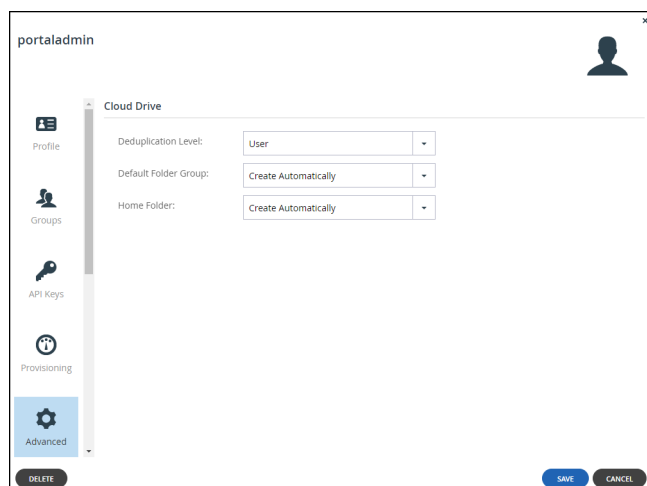 portaladmin
Profile
Groups
API Keys
Provisioning
Advanced
Cloud Drive
Deduplication Level: User
Default Folder Group: Create Automatically
Home Folder: Create Automatically
DELETE
SAVE CANCEL